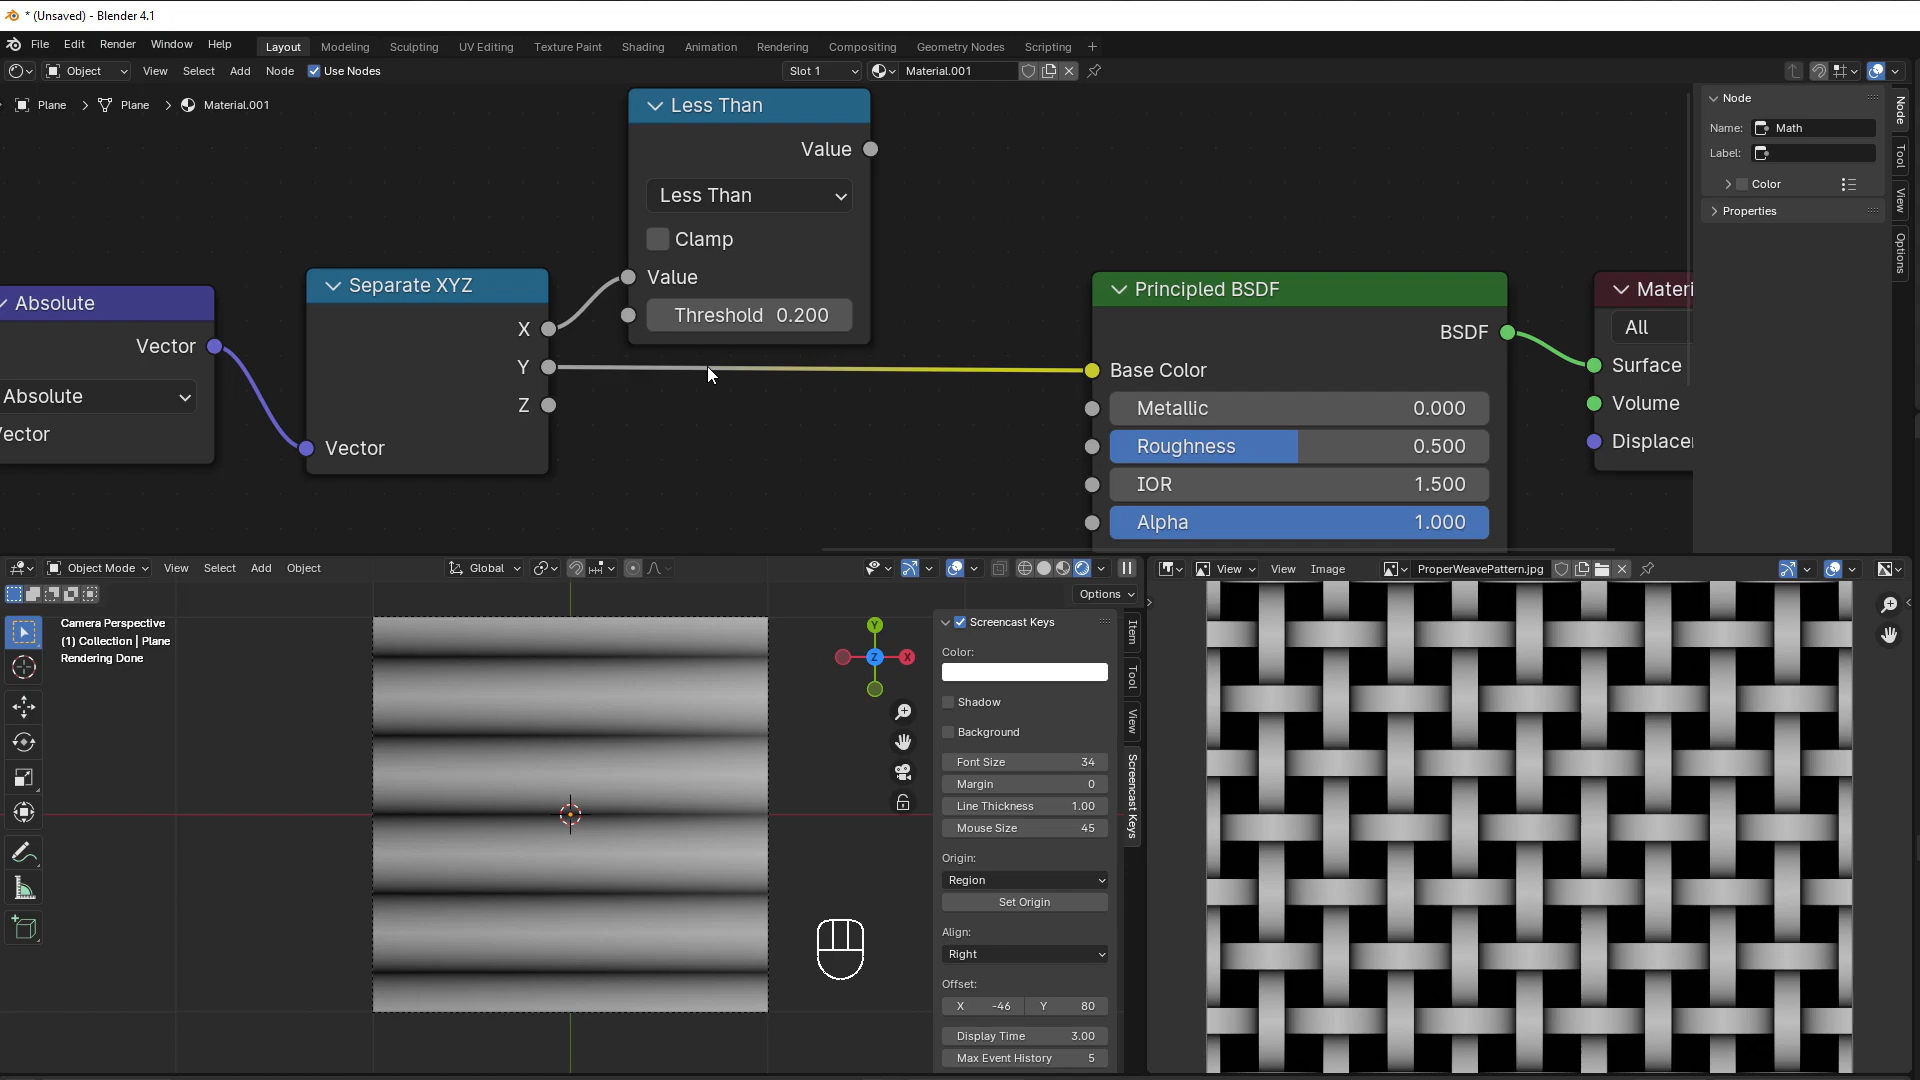 * (Unsaved) - Blender 4.1
File Edit Render Window Help Layout Modeling Sculpting UV Editing Texture Paint Shading Animation Rendering Compositing Geometry Nodes Scripting +
Object View Select Add Node Use Nodes Slot 1 Material.001
Plane > Plane > Material.001
Less Than
Value
Less Than
Clamp
Value
Threshold 0.200
Absolute
Vector
Absolute
Vector
Separate XYZ
X
Y
Z
Vector
Principled BSDF
BSDF
Base Color
Metallic 0.000
Roughness 0.500
IOR 1.500
Alpha 1.000
Materi
All
Surface
Volume
Displacer
Node
Name: Math
Label:
Color
Properties
Node
Tool
View
Options
Object Mode View Select Add Object Global
Options
Camera Perspective
(1) Collection | Plane
Rendering Done
Y
Z
X
Screencast Keys
Color:
Shadow
Background
Font Size 34
Margin 0
Line Thickness 1.00
Mouse Size 45
Origin:
Region
Set Origin
Align:
Right
Offset:
X -46 Y 80
Display Time 3.00
Max Event History 5
Item
Tool
View
Screencast Keys
View View Image ProperWeavePattern.jpg